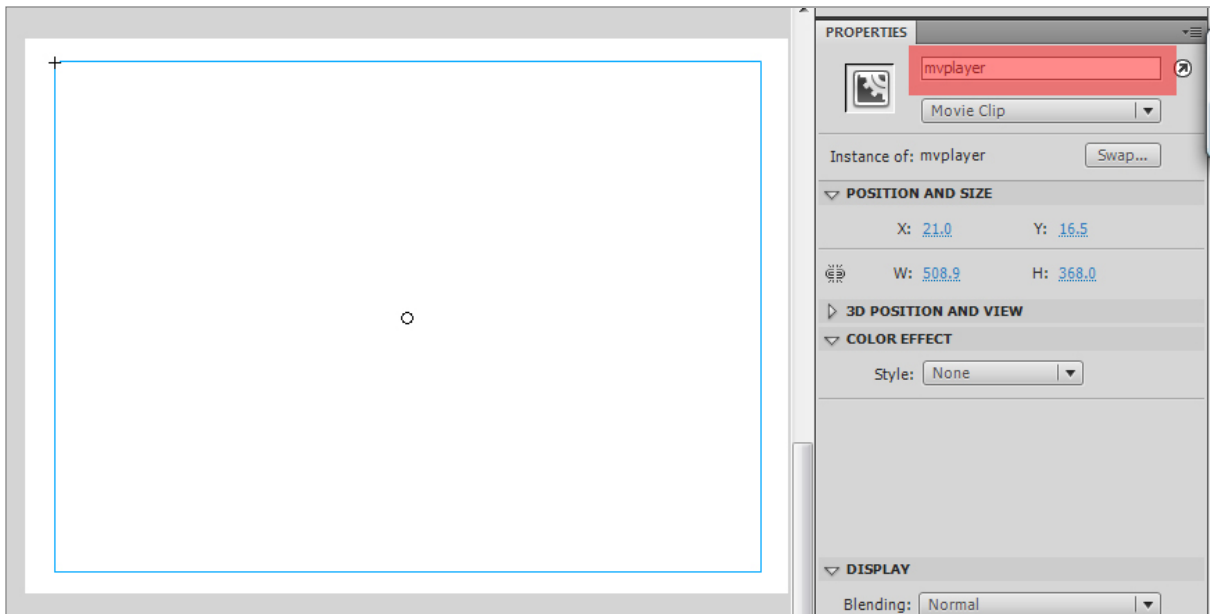 PROPERTIES
mvplayer
Movie Clip
Instance of: mvplayer Swap...
POSITION AND SIZE
X: 21.0 Y: 16.5
W: 508.9 H: 368.0
3D POSITION AND VIEW
COLOR EFFECT
Style: None
DISPLAY
Blending: Normal